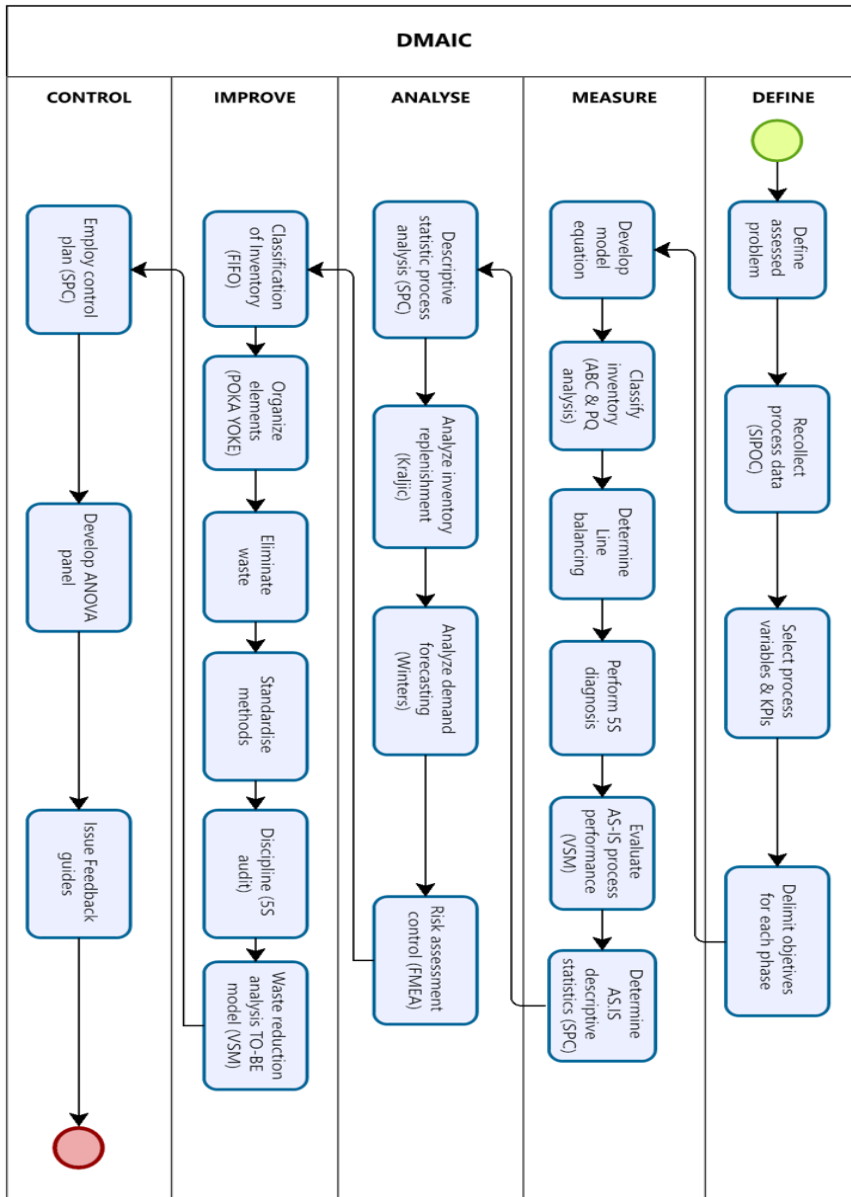 DMAIC
DEFINE
Define
assessed
problem
Recollect
process data
(SIPOC)
Select process
variables & KPIs
Delimit objetives
for each phase
MEASURE
Develop
model
equation
Classify
inventory
(ABC & PQ
analysis)
Determine
Line
balancing
Perform 5S
diagnosis
Evaluate
AS-IS process
performance
(VSM)
Determine
AS.IS
descriptive
statistics (SPC)
ANALYSE
Descriptive
statistic process
analysis (SPC)
Analyze inventory
replenishment
(Kraljic)
Analyze demand
forecasting
(Winters)
Risk assessment
control (FMEA)
IMPROVE
Classification
of Inventory
(FIFO)
Organize
elements
(POKA YOKE)
Eliminate
waste
Standardise
methods
Discipline (5S
audit)
Waste reduction
analysis TO-BE
model (VSM)
CONTROL
Employ control
plan (SPC)
Develop ANOVA
panel
Issue Feedback
guides